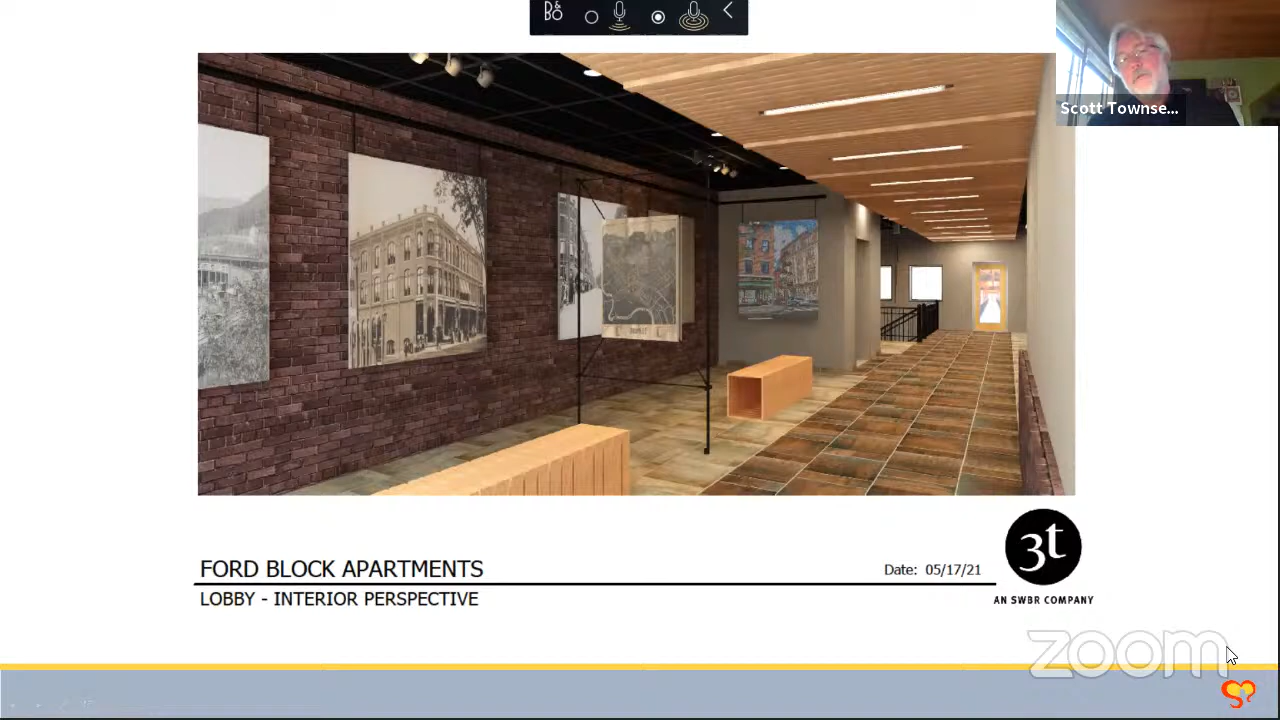 B&O
Scott Townse...
FORD BLOCK APARTMENTS
Date: 05/17/21
LOBBY - INTERIOR PERSPECTIVE
3t
AN SWBR COMPANY
zoom